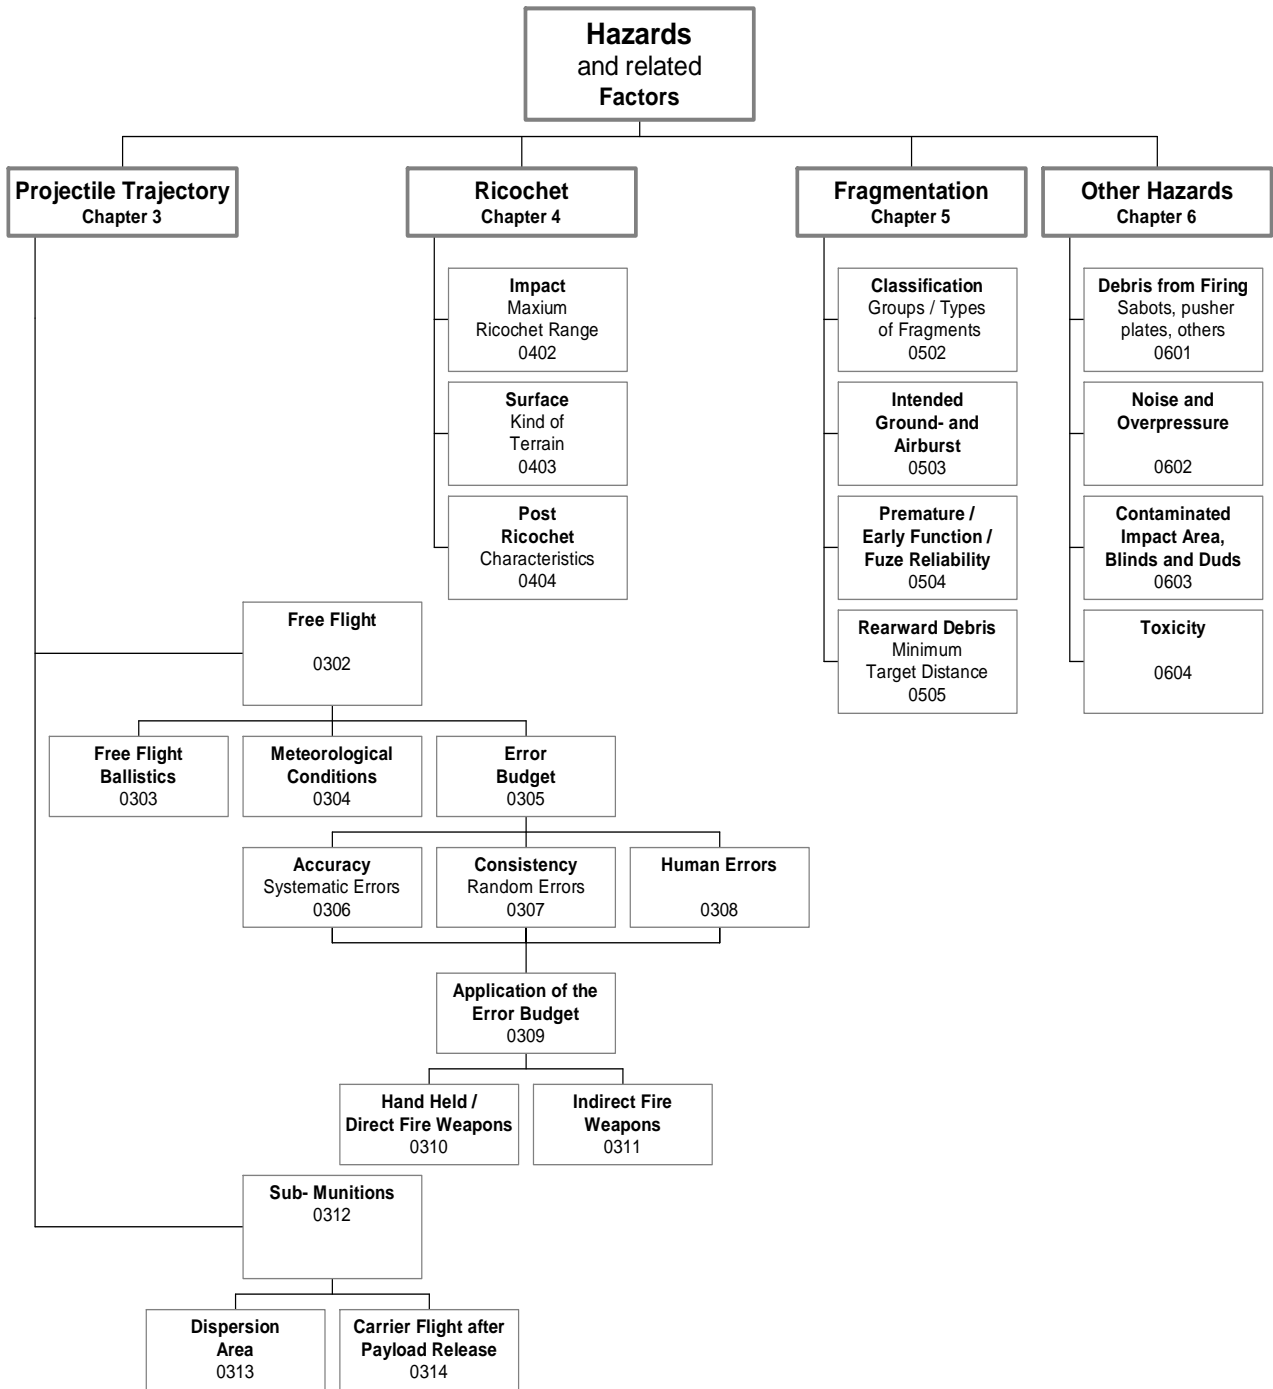 Hazards
and related
Factors
Projectile Trajectory
Chapter 3
Ricochet
Chapter 4
Fragmentation
Chapter 5
Other Hazards
Chapter 6
Impact
Maxium
Ricochet Range
0402
Surface
Kind of
Terrain
0403
Post
Ricochet
Characteristics
0404
Classification
Groups / Types
of Fragments
0502
Intended
Ground- and
Airburst
0503
Premature /
Early Function /
Fuze Reliability
0504
Rearward Debris
Minimum
Target Distance
0505
Debris from Firing
Sabots, pusher
plates, others
0601
Noise and
Overpressure
0602
Contaminated
Impact Area,
Blinds and Duds
0603
Toxicity
0604
Free Flight
0302
Free Flight
Ballistics
0303
Meteorological
Conditions
0304
Error
Budget
0305
Accuracy
Systematic Errors
0306
Consistency
Random Errors
0307
Human Errors
0308
Application of the
Error Budget
0309
Hand Held /
Direct Fire Weapons
0310
Indirect Fire
Weapons
0311
Sub- Munitions
0312
Dispersion
Area
0313
Carrier Flight after
Payload Release
0314